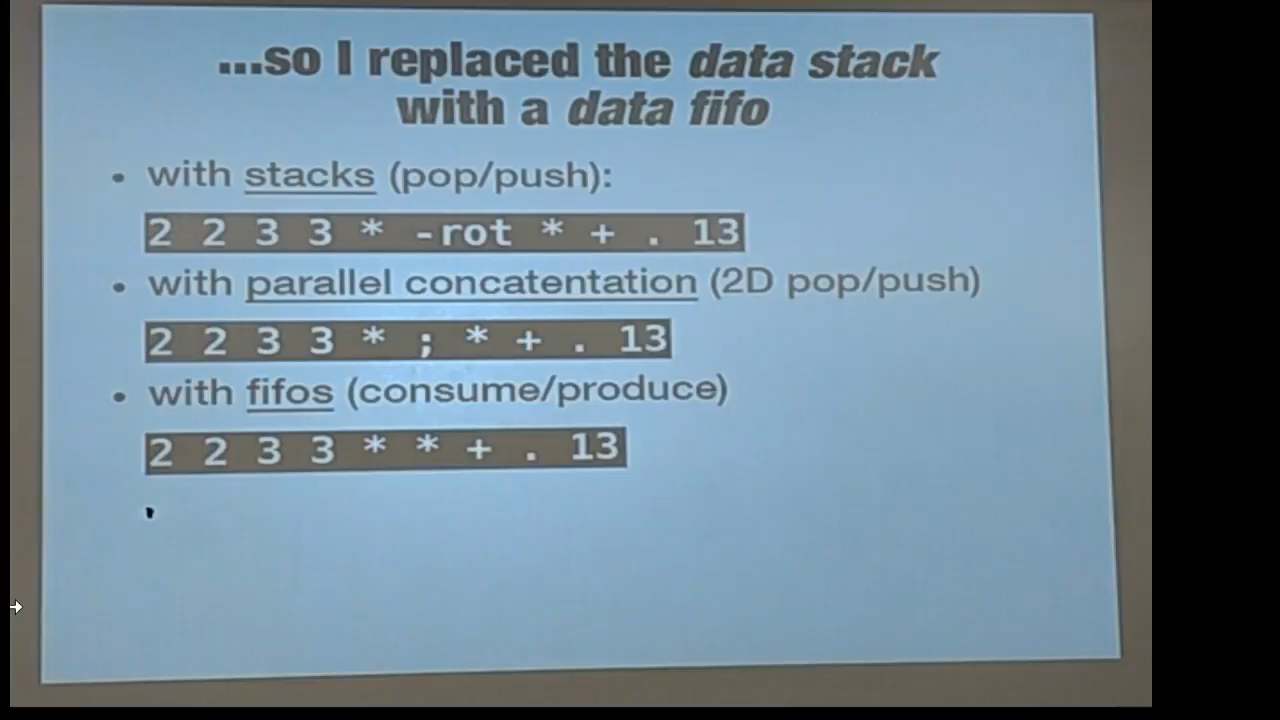 ...so I replaced the data stack
with a data fifo
• with stacks (pop/push):
2 2 3 3 * -rot * + . 13
• with parallel concatentation (2D pop/push)
2 2 3 3 * ; * + . 13
• with fifos (consume/produce)
2 2 3 3 * * + . 13